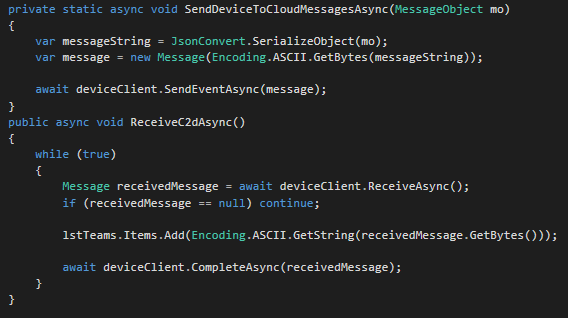 private static async void SendDeviceToCloudMessagesAsync(MessageObject mo)
{
    var messageString = JsonConvert.SerializeObject(mo);
    var message = new Message(Encoding.ASCII.GetBytes(messageString));

    await deviceClient.SendEventAsync(message);
}
public async void ReceiveC2dAsync()
{
    while (true)
    {
        Message receivedMessage = await deviceClient.ReceiveAsync();
        if (receivedMessage == null) continue;

        lstTeams.Items.Add(Encoding.ASCII.GetString(receivedMessage.GetBytes()));

        await deviceClient.CompleteAsync(receivedMessage);
    }
}